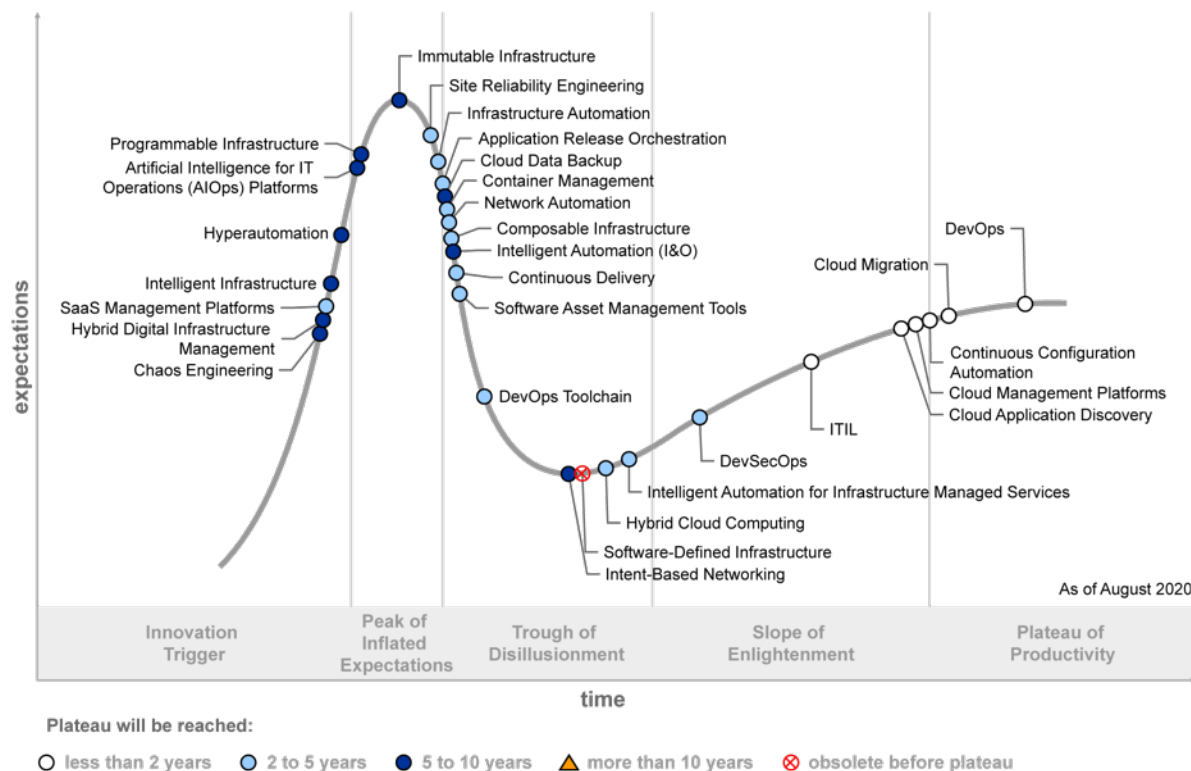 Immutable Infrastructure
Site Reliability Engineering
Infrastructure Automation
Application Release Orchestration
Cloud Data Backup
Container Management
Network Automation
Composable Infrastructure
Intelligent Automation (I&O)
Continuous Delivery
Software Asset Management Tools
Programmable Infrastructure
Artificial Intelligence for IT
Operations (AIOps) Platforms
Hyperautomation
Intelligent Infrastructure
SaaS Management Platforms
Hybrid Digital Infrastructure
Management
Chaos Engineering
DevOps Toolchain
DevOps
Cloud Migration
Continuous Configuration
Automation
Cloud Management Platforms
Cloud Application Discovery
ITIL
DevSecOps
Intelligent Automation for Infrastructure Managed Services
Hybrid Cloud Computing
Software-Defined Infrastructure
Intent-Based Networking
As of August 2020
expectations
Innovation
Trigger
Peak of
Inflated
Expectations
Trough of
Disillusionment
Slope of
Enlightenment
Plateau of
Productivity
time
Plateau will be reached:
less than 2 years
2 to 5 years
5 to 10 years
more than 10 years
obsolete before plateau